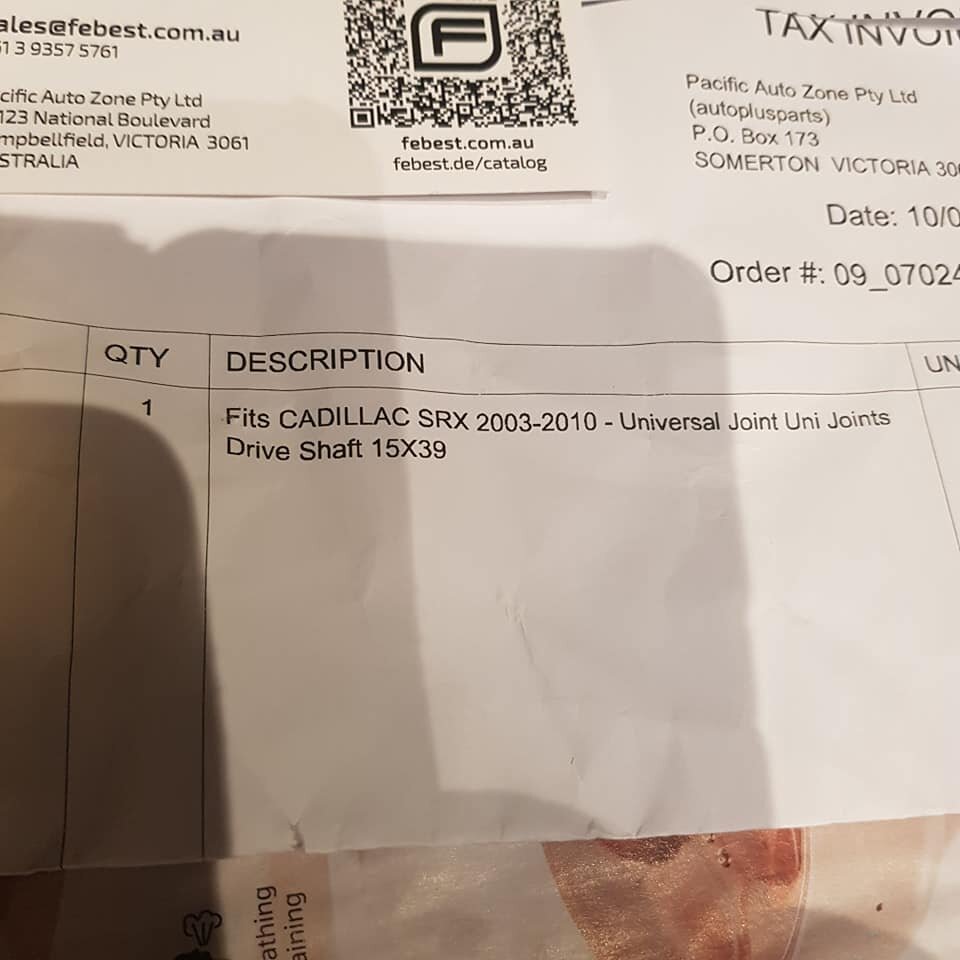 ales@febest.com.au
61 3 9357 5761
cific Auto Zone Pty Ltd
123 National Boulevard
mpbellfield, VICTORIA 3061
STRALIA
F
febest.com.au
febest.de/catalog
TAX INVOI
Pacific Auto Zone Pty Ltd
(autoplusparts)
P.O. Box 173
SOMERTON VICTORIA 30
Date: 10/0
Order #: 09_07024
QTY DESCRIPTION UN
1 Fits CADILLAC SRX 2003-2010 - Universal Joint Uni Joints
Drive Shaft 15X39
athing
aining